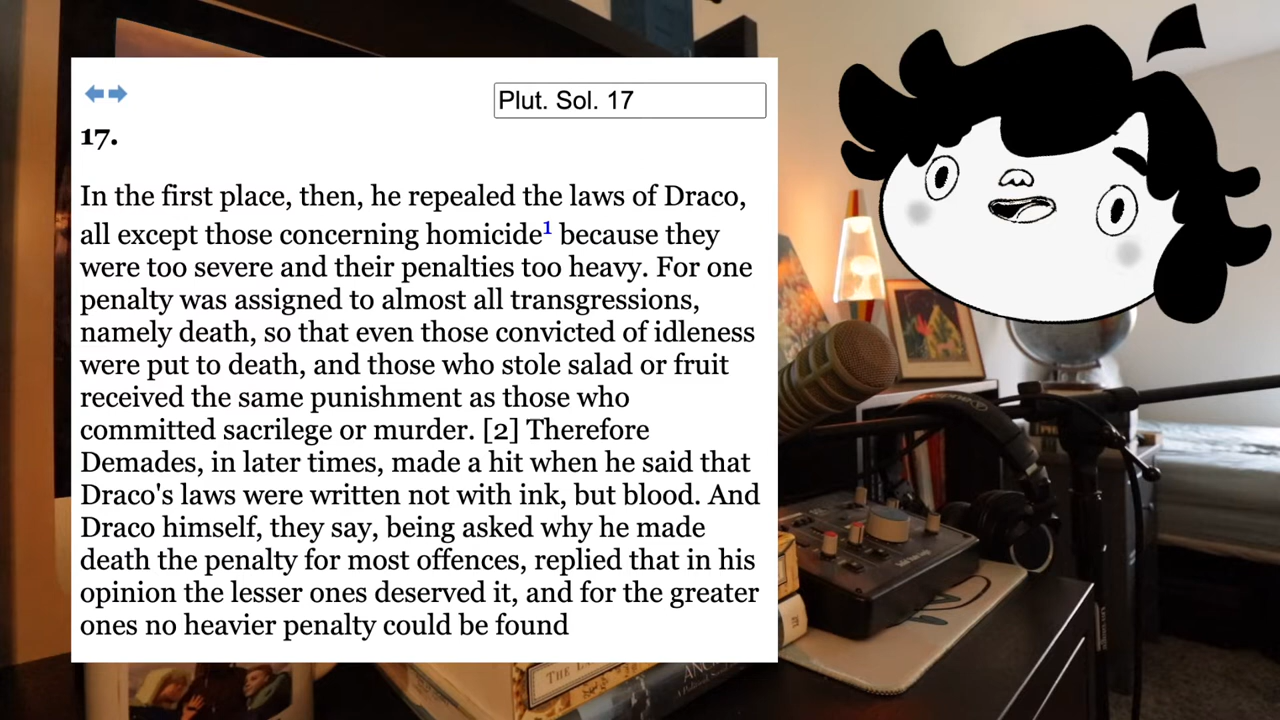 Plut. Sol. 17
17.
In the first place, then, he repealed the laws of Draco,
all except those concerning homicide1 because they
were too severe and their penalties too heavy. For one
penalty was assigned to almost all transgressions,
namely death, so that even those convicted of idleness
were put to death, and those who stole salad or fruit
received the same punishment as those who
committed sacrilege or murder. [2] Therefore
Demades, in later times, made a hit when he said that
Draco's laws were written not with ink, but blood. And
Draco himself, they say, being asked why he made
death the penalty for most offences, replied that in his
opinion the lesser ones deserved it, and for the greater
ones no heavier penalty could be found
THE